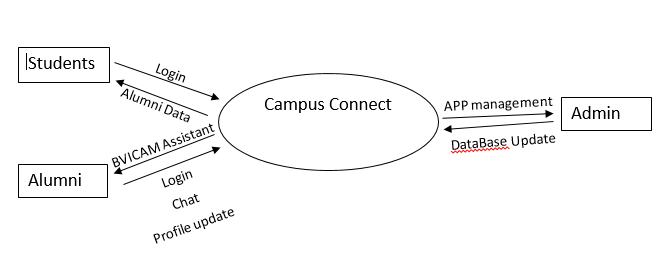 Students
Login
Alumni Data
Campus Connect
APP management
Admin
DataBase Update
BVICAM Assistant
Alumni
Login
Chat
Profile update